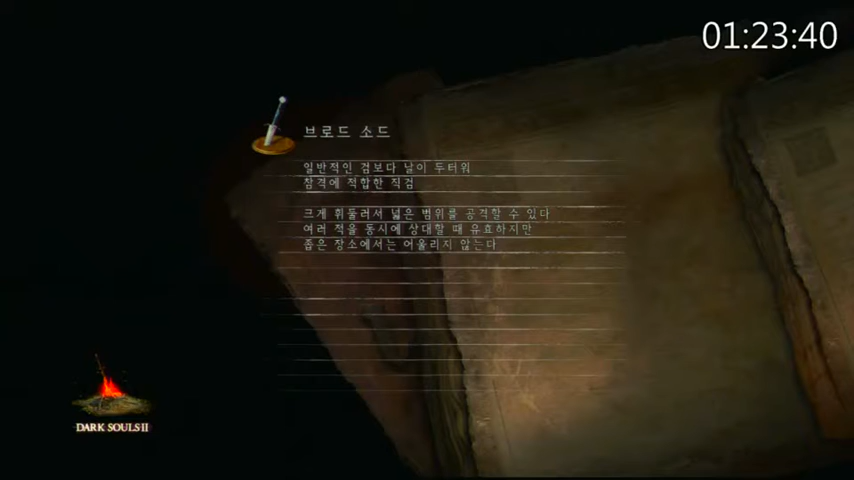 01:23:40
브로드 소드
일반적인 검보다 날이 두터워
참격에 적합한 직검
크게 휘둘러서 넓은 범위를 공격할 수 있다
여러 적을 동시에 상대할 때 유효하지만
좁은 장소에서는 어울리지 않는다
DARK SOULS II